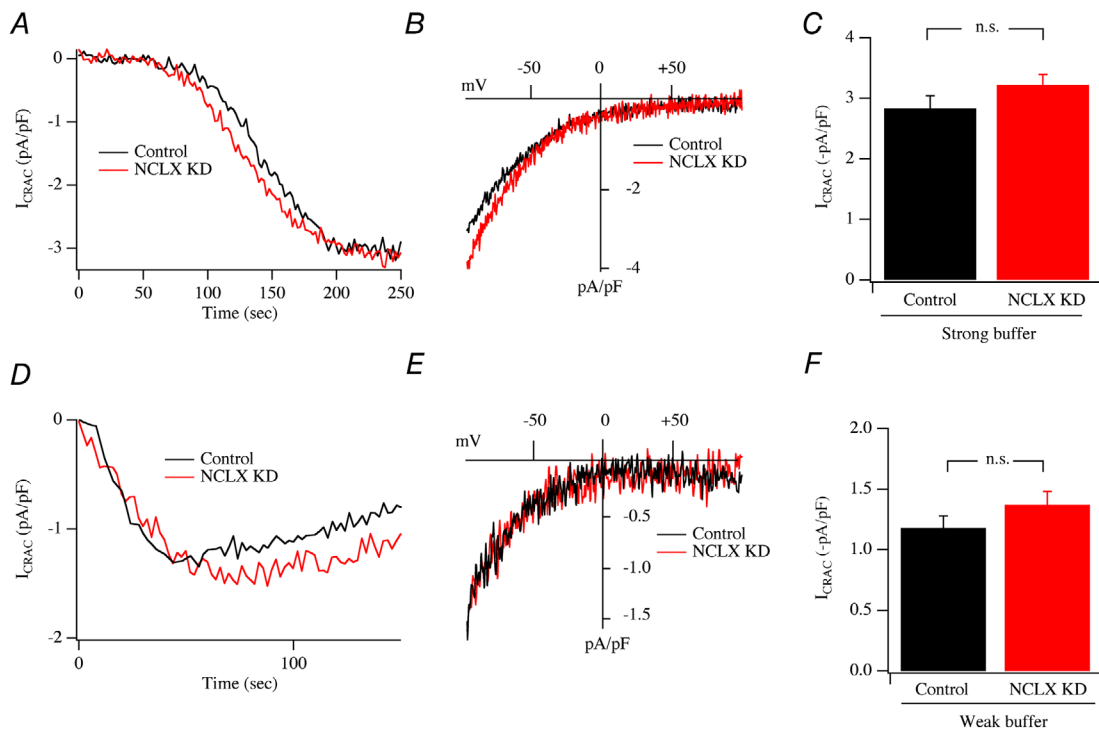 A
0
-1
-2
-3
I_CRAC (pA/pF)
Control
NCLX KD
0 50 100 150 200 250
Time (sec)
B
-50 0 +50
mV
Control
NCLX KD
-2
-4
pA/pF
C
n.s.
4
3
2
1
0
I_CRAC (-pA/pF)
Control NCLX KD
Strong buffer
D
0
-1
-2
I_CRAC (pA/pF)
Control
NCLX KD
0 100
Time (sec)
E
-50 0 +50
mV
-0.5
Control
NCLX KD
-1.0
-1.5
pA/pF
F
2.0
n.s.
1.5
1.0
0.5
0.0
I_CRAC (-pA/pF)
Control NCLX KD
Weak buffer